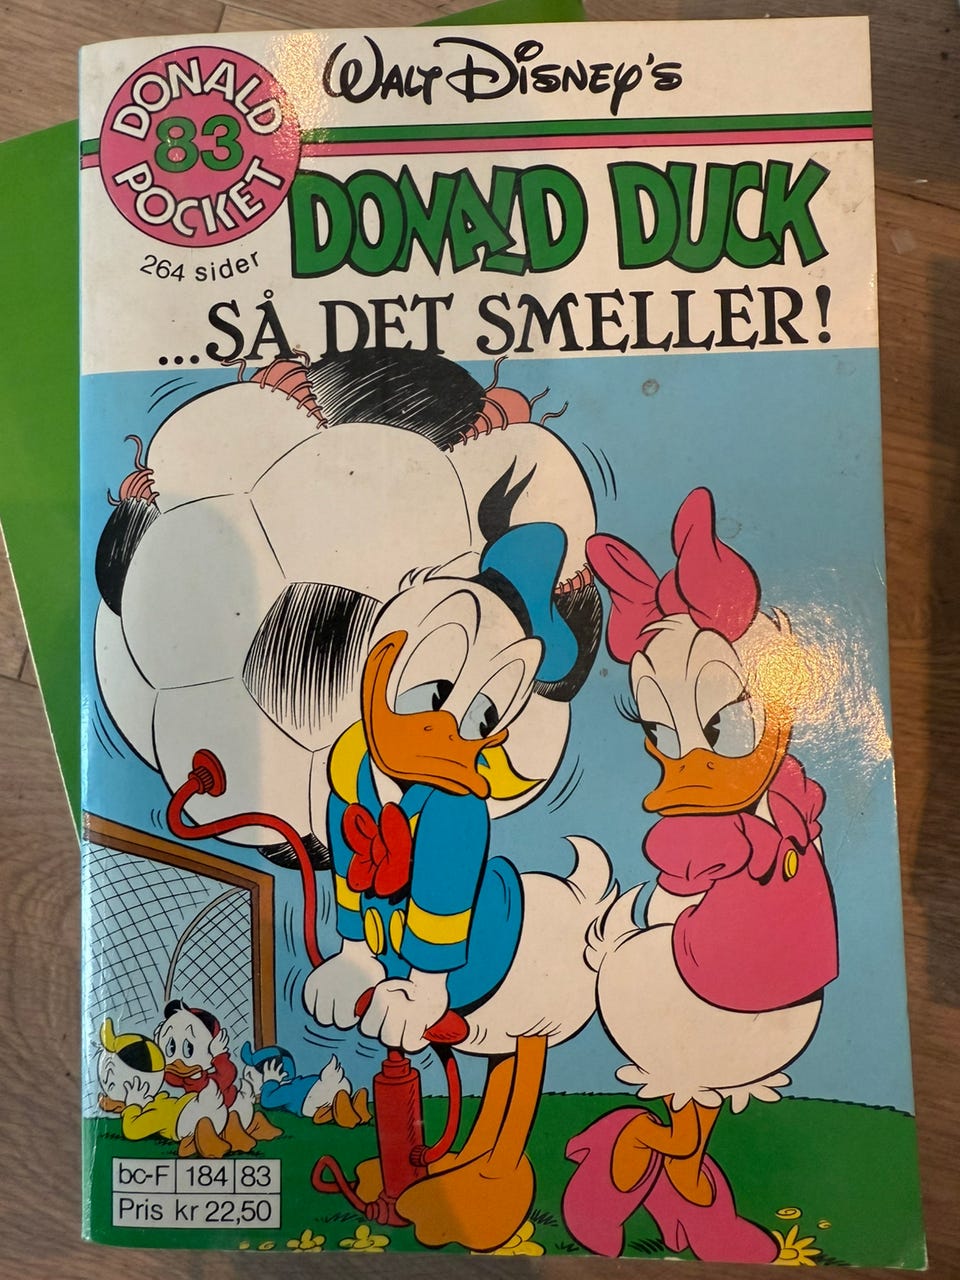 WALT DISNEY'S
DONALD
83
POCKET
264 sider
DONALD DUCK
...SÅ DET SMELLER!
bc-F 184 83
Pris kr 22,50